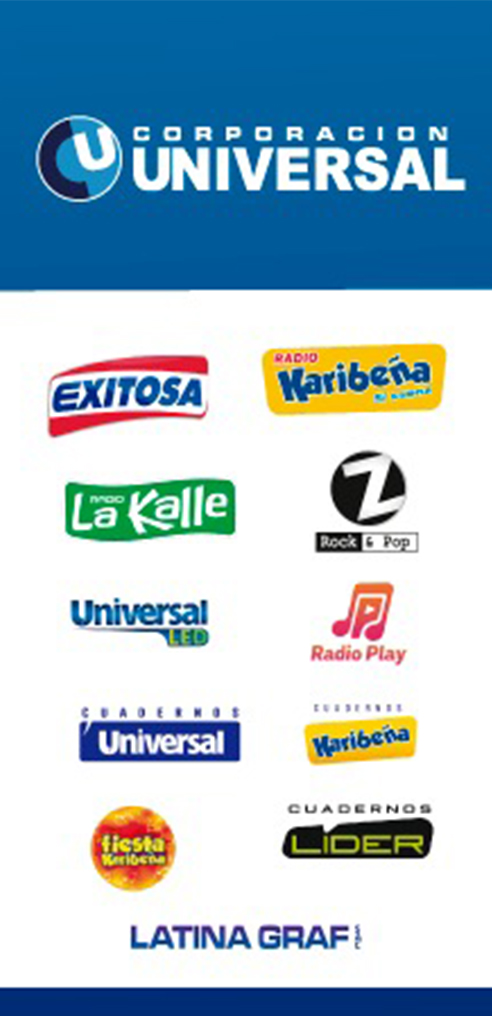 CORPORACION
UNIVERSAL
EXITOSA
RADIO
Karibeña
RADIO
La Kalle
Z
Rock & Pop
Universal
LED
Radio Play
CUADERNOS
Universal
CUADERNOS
Karibeña
fiesta
Karibeña
CUADERNOS
LIDER
LATINA GRAF